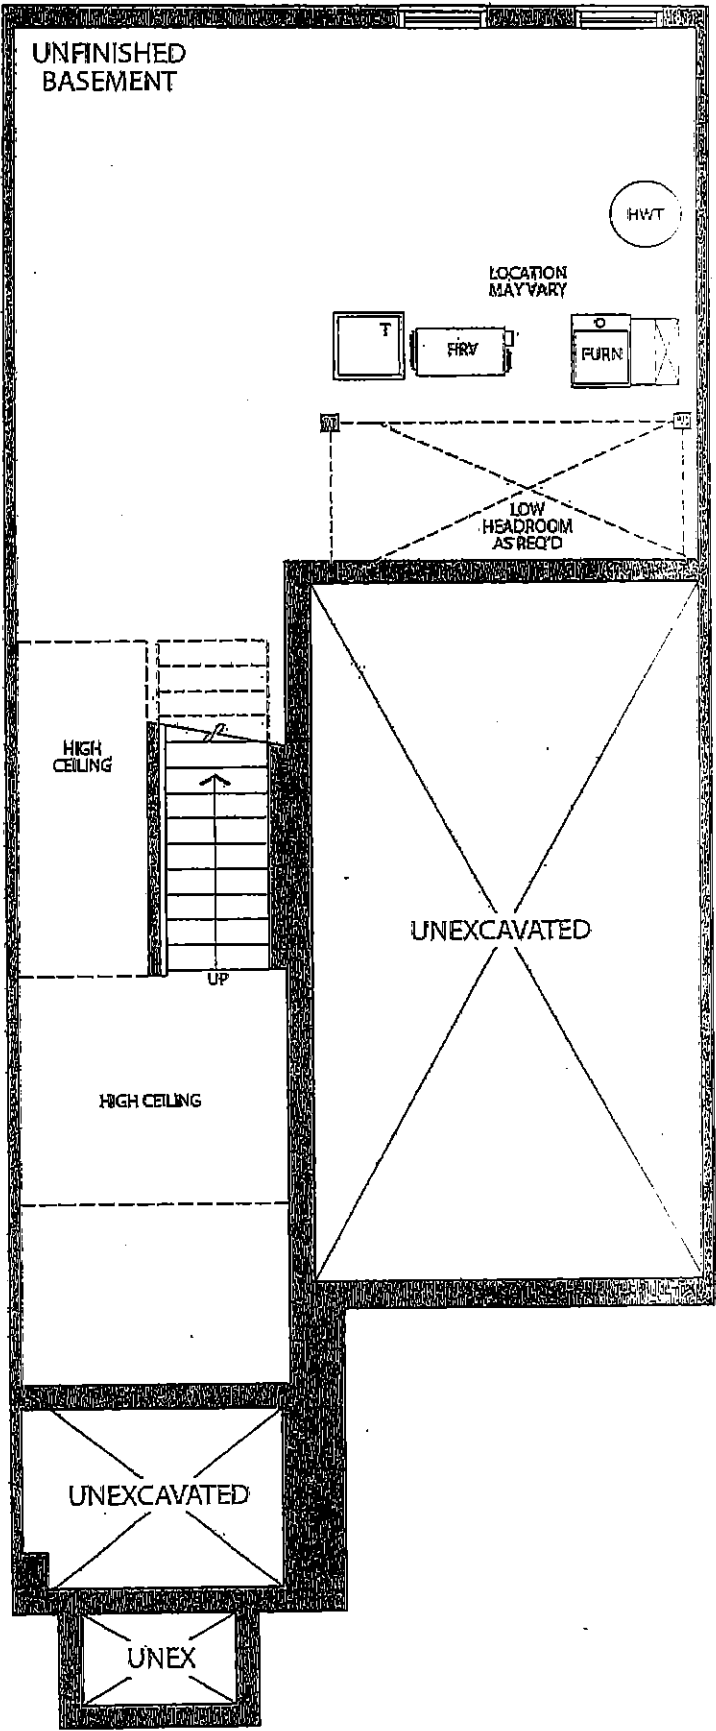 UNFINISHED
BASEMENT
HWT
LOCATION
MAY VARY
T
HRV
FURN
LOW
HEADROOM
AS REQ'D
HIGH
CEILING
UNEXCAVATED
UP
HIGH CEILING
UNEXCAVATED
UNEX